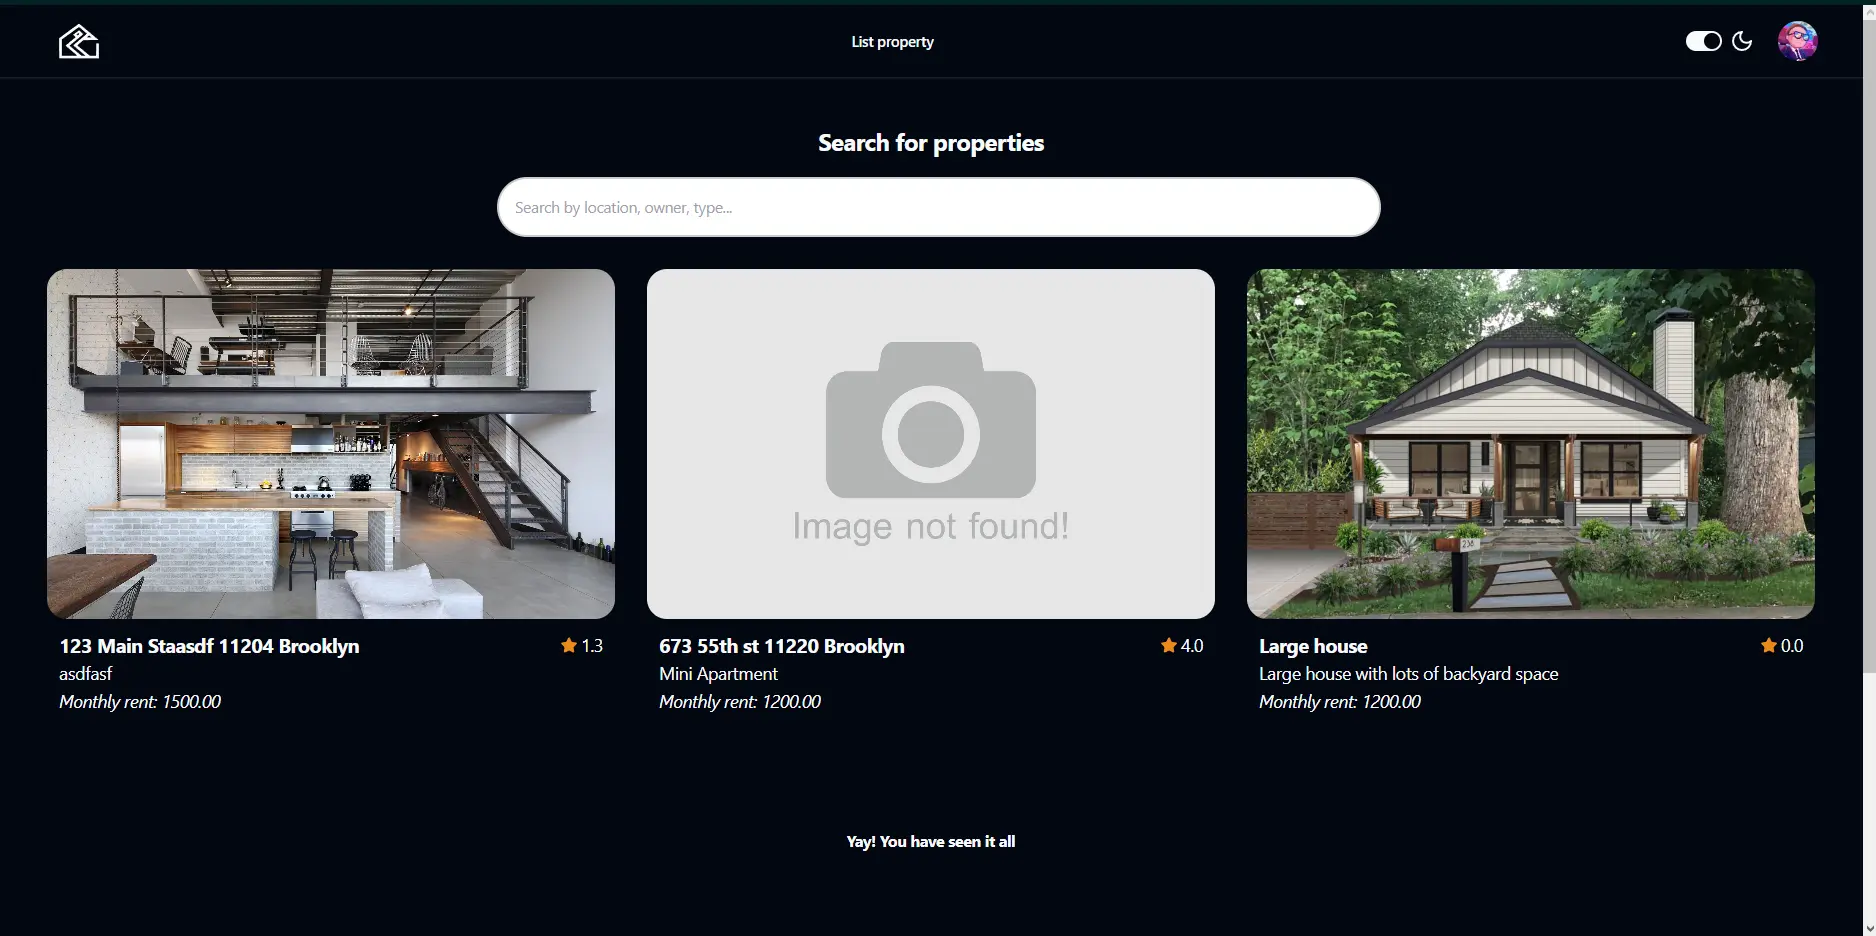 List property
Search for properties
Search by location, owner, type...
Image not found!
238
123 Main Staasdf 11204 Brooklyn
1.3
asdfasf
Monthly rent: 1500.00
673 55th st 11220 Brooklyn
4.0
Mini Apartment
Monthly rent: 1200.00
Large house
0.0
Large house with lots of backyard space
Monthly rent: 1200.00
Yay! You have seen it all